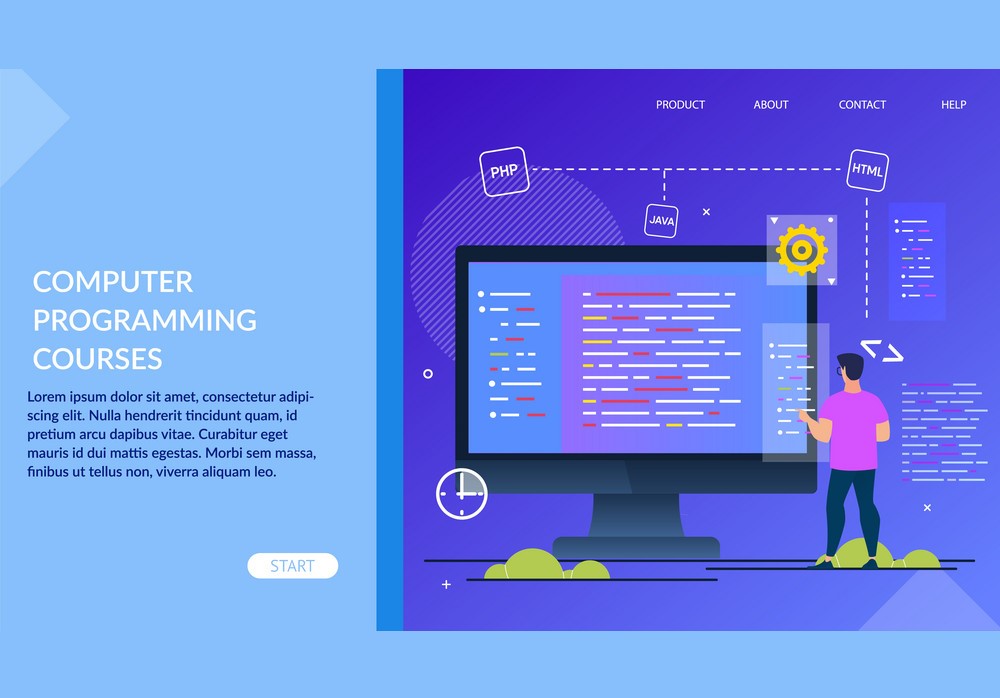 PRODUCT ABOUT CONTACT HELP
PHP
HTML
JAVA
COMPUTER
PROGRAMMING
COURSES
Lorem ipsum dolor sit amet, consectetur adipi-
scing elit. Nulla hendrerit tincidunt quam, id
pretium arcu dapibus vitae. Curabitur eget
mauris id dui mattis egestas. Morbi sem massa,
finibus ut tellus non, viverra aliquam leo.
START